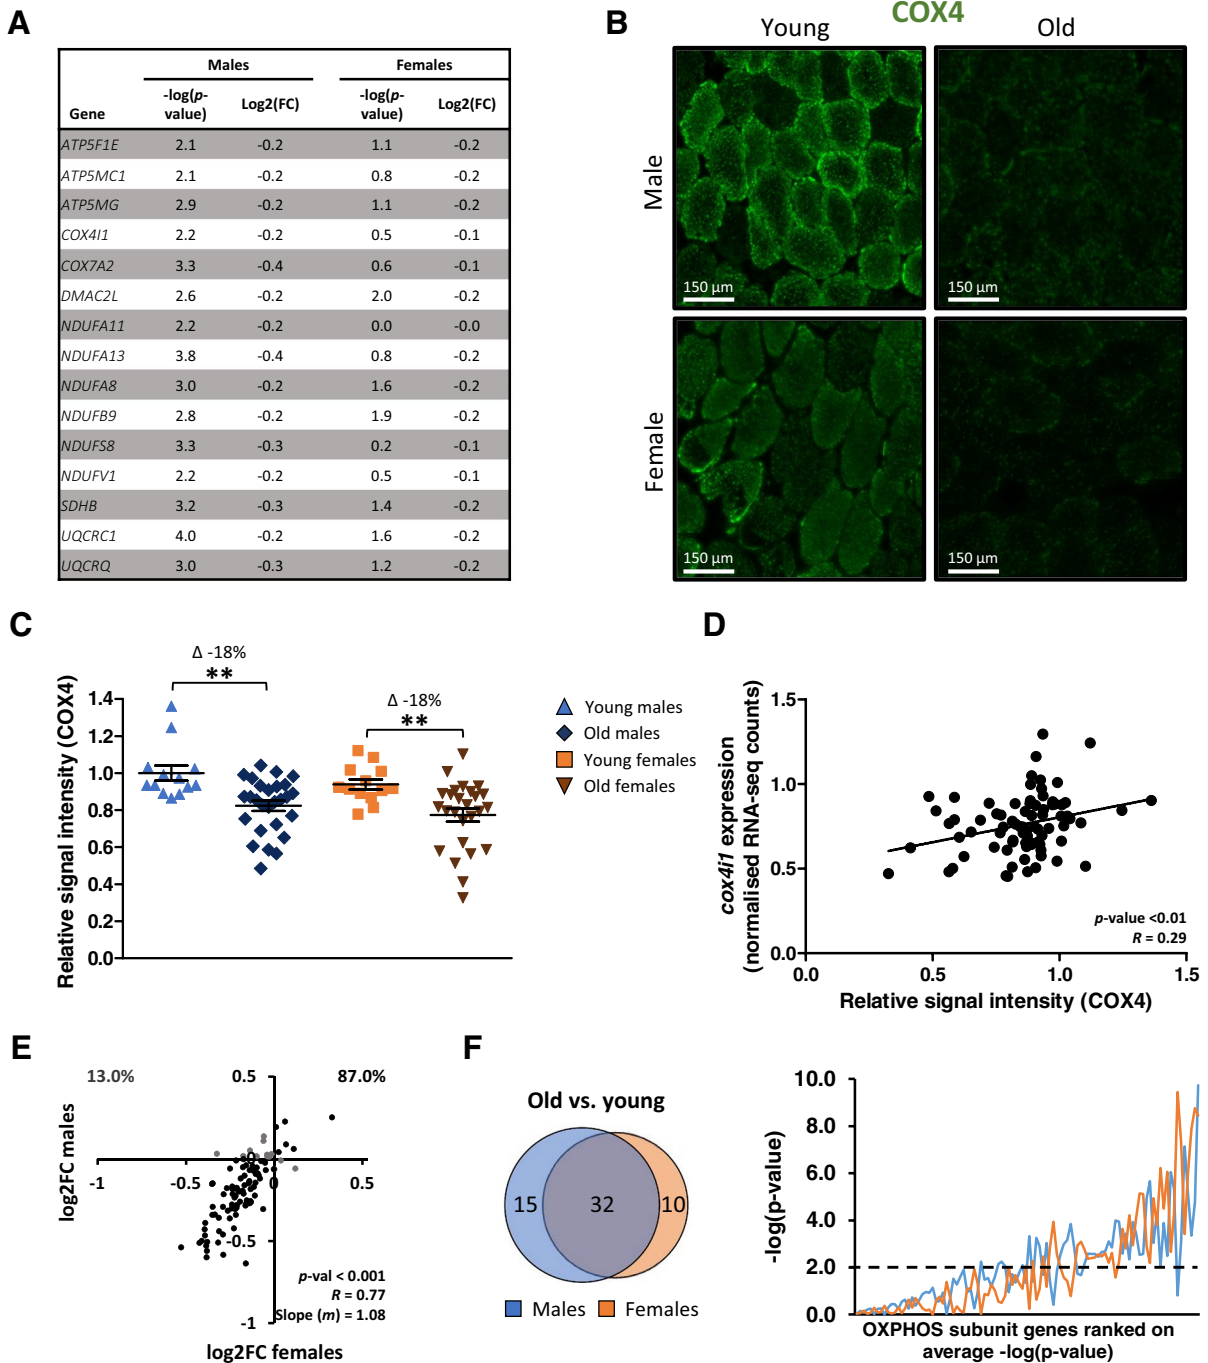 A
Males Females
Gene -log(p-value) Log2(FC) -log(p-value) Log2(FC)
ATP5F1E 2.1 -0.2 1.1 -0.2
ATP5MC1 2.1 -0.2 0.8 -0.2
ATP5MG 2.9 -0.2 1.1 -0.2
COX4I1 2.2 -0.2 0.5 -0.1
COX7A2 3.3 -0.4 0.6 -0.1
DMAC2L 2.6 -0.2 2.0 -0.2
NDUFA11 2.2 -0.2 0.0 -0.0
NDUFA13 3.8 -0.4 0.8 -0.2
NDUFA8 3.0 -0.2 1.6 -0.2
NDUFB9 2.8 -0.2 1.9 -0.2
NDUFS8 3.3 -0.3 0.2 -0.1
NDUFV1 2.2 -0.2 0.5 -0.1
SDHB 3.2 -0.3 1.4 -0.2
UQCRC1 4.0 -0.2 1.6 -0.2
UQCRQ 3.0 -0.3 1.2 -0.2
B
COX4
Young Old
Male
150 µm 150 µm
Female
150 µm 150 µm
C
Relative signal intensity (COX4)
1.4
1.2
1.0
0.8
0.6
0.4
0.2
0.0
Δ -18%
**
Δ -18%
**
Young males
Old males
Young females
Old females
D
cox4i1 expression
(normalised RNA-seq counts)
1.5
1.0
0.5
0.0
0.0 0.5 1.0 1.5
p-value <0.01
R = 0.29
Relative signal intensity (COX4)
E
13.0% 0.5 87.0%
log2FC males
0
-1 -0.5 0 0.5
-0.5
p-val < 0.001
R = 0.77
Slope (m) = 1.08
-1
log2FC females
F
Old vs. young
15 32 10
Males Females
-log(p-value)
10.0
8.0
6.0
4.0
2.0
0.0
OXPHOS subunit genes ranked on
average -log(p-value)